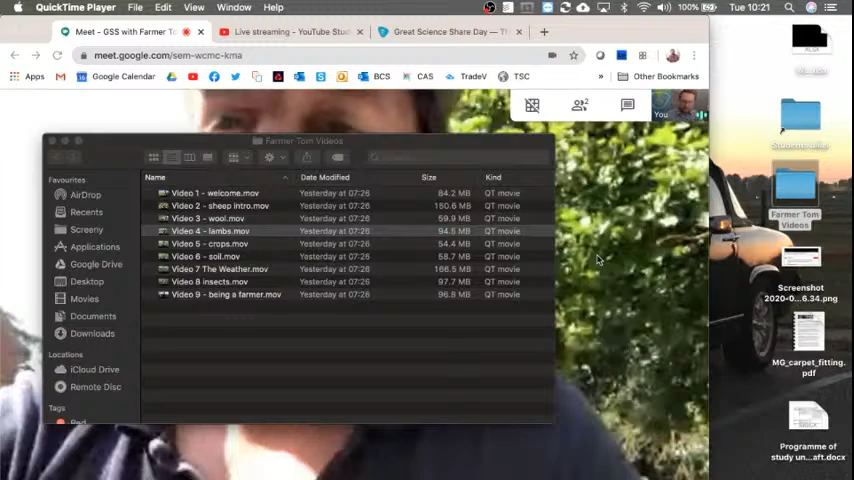 QuickTime Player File Edit View Window Help 100% Tue 10:21
Meet - GSS with Farmer To Live streaming - YouTube Studi Great Science Share Day — Th
meet.google.com/sem-wcmc-kma
Apps Google Calendar BCS CAS TradeV TSC » Other Bookmarks
2
You
Farmer Tom Videos
Name Date Modified Size Kind
Favourites
AirDrop
Recents
Screeny
Applications
Google Drive
Desktop
Movies
Documents
Downloads
Locations
iCloud Drive
Remote Disc
Tags
Red
Video 1 - welcome.mov Yesterday at 07:26 84.2 MB QT movie
Video 2 - sheep intro.mov Yesterday at 07:26 150.6 MB QT movie
Video 3 - wool.mov Yesterday at 07:26 59.9 MB QT movie
Video 4 - lambs.mov Yesterday at 07:26 94.5 MB QT movie
Video 5 - crops.mov Yesterday at 07:26 54.4 MB QT movie
Video 6 - soil.mov Yesterday at 07:26 58.7 MB QT movie
Video 7 The Weather.mov Yesterday at 07:26 166.5 MB QT movie
Video 8 insects.mov Yesterday at 07:26 97.7 MB QT movie
Video 9 - being a farmer.mov Yesterday at 07:26 96.8 MB QT movie
XLSX
Farmer Tom
Videos
Screenshot
2020-0...6.34.png
MG_carpet_fitting.
pdf
DOCX
Programme of
study un...aft.docx